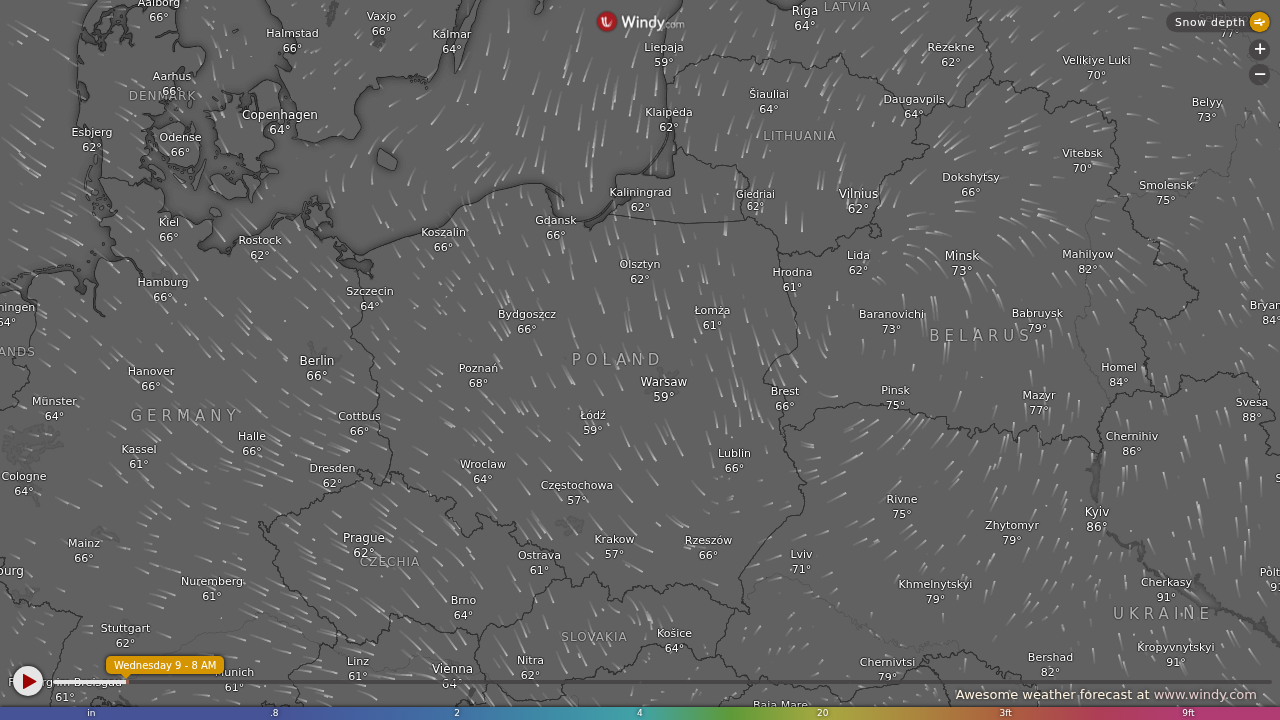 Aalborg
66°
Vaxjo
66°
Halmstad
66°
Kalmar
64°
Windy.com
Riga
64°
LATVIA
Snow depth
77°
Liepaja
59°
Rēzekne
62°
Velikiye Luki
70°
+
−
Aarhus
66°
DENMARK
Copenhagen
64°
Esbjerg
62°
Odense
66°
Klaipėda
62°
Šiauliai
64°
LITHUANIA
Daugavpils
64°
Belyy
73°
Vitebsk
70°
Dokshytsy
66°
Smolensk
75°
Kiel
66°
Rostock
62°
Koszalin
66°
Gdansk
66°
Kaliningrad
62°
Giedriai
62°
Vilnius
62°
Olsztyn
62°
Hrodna
61°
Lida
62°
Minsk
73°
Mahilyow
82°
Hamburg
66°
Szczecin
64°
Bydgoszcz
66°
Łomża
61°
Baranovichi
73°
Babruysk
79°
BELARUS
84°
Hanover
66°
Berlin
66°
Poznań
68°
POLAND
Warsaw
59°
Brest
66°
Pinsk
75°
Homel
84°
Mazyr
77°
Svesa
88°
Münster
64°
GERMANY
Cottbus
66°
Łódź
59°
Kassel
61°
Halle
66°
Chernihiv
86°
Cologne
64°
Dresden
62°
Wroclaw
64°
Częstochowa
57°
Lublin
66°
Rivne
75°
Zhytomyr
79°
Kyiv
86°
Mainz
66°
Prague
62°
CZECHIA
Ostrava
61°
Krakow
57°
Rzeszów
66°
Lviv
71°
Nuremberg
61°
Khmelnytskyi
79°
Cherkasy
91°
UKRAINE
Brno
64°
Stuttgart
62°
SLOVAKIA
Košice
64°
Kropyvnytskyi
91°
Wednesday 9 - 8 AM
61°
Munich
61°
Linz
61°
Vienna
64°
Nitra
62°
Chernivtsi
79°
Bershad
82°
Baia Mare
Awesome weather forecast at www.windy.com
in .8 2 4 20 3ft 9ft